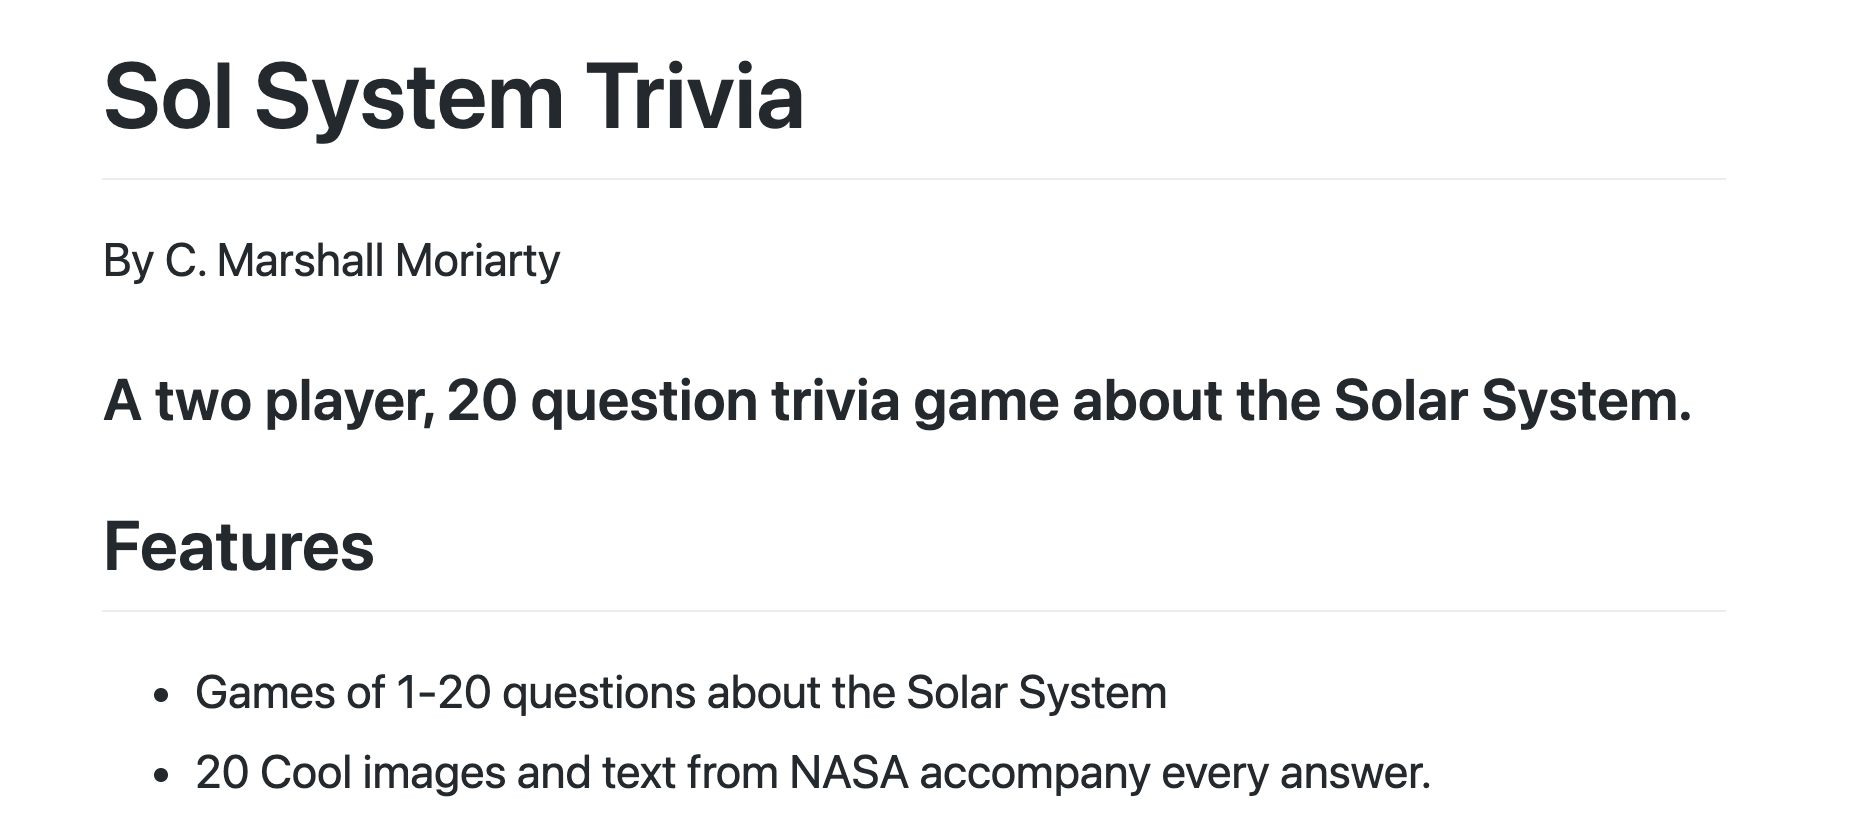 Sol System Trivia
By C. Marshall Moriarty
A two player, 20 question trivia game about the Solar System.
Features
• Games of 1-20 questions about the Solar System
• 20 Cool images and text from NASA accompany every answer.